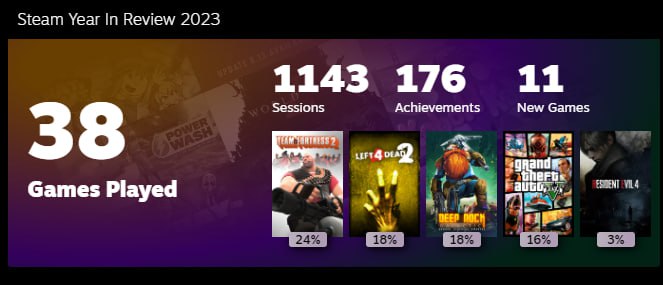 Steam Year In Review 2023
38
Games Played
1143
Sessions
176
Achievements
11
New Games
POWER
WASH
TEAM FORTRESS 2
24%
LEFT 4 DEAD 2
18%
DEEP ROCK
18%
grand
theft
auto
V
16%
RESIDENT EVIL 4
3%